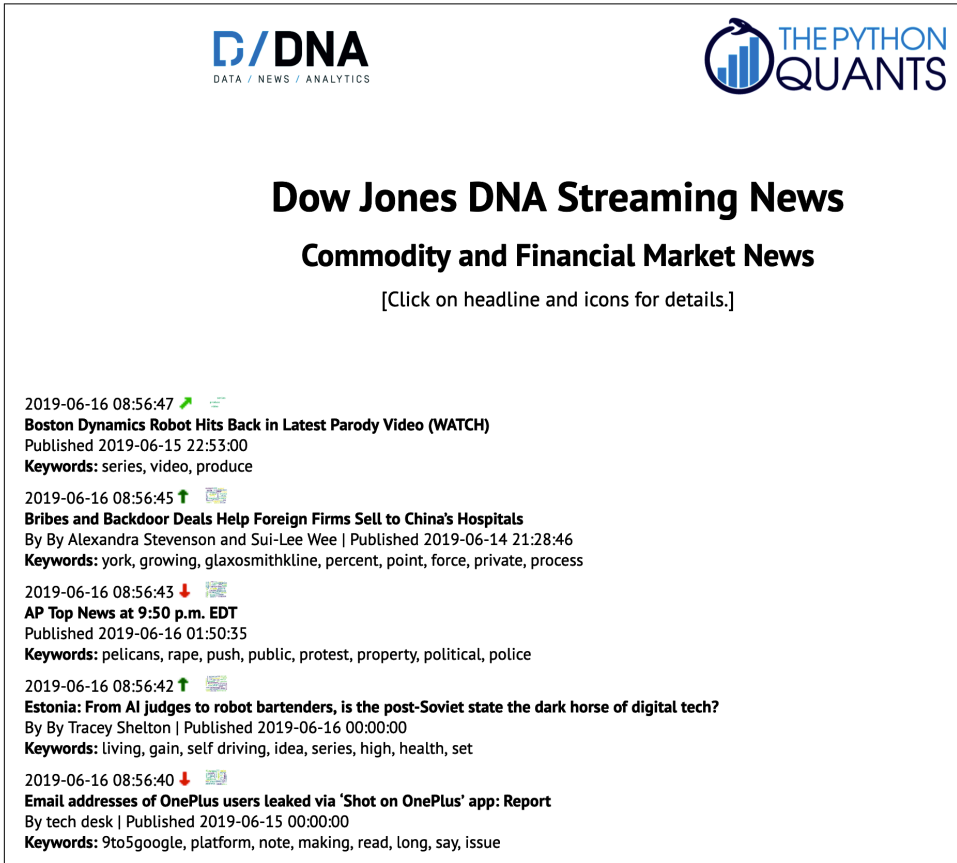 D/DNA
DATA / NEWS / ANALYTICS
THE PYTHON
QUANTS
Dow Jones DNA Streaming News
Commodity and Financial Market News
[Click on headline and icons for details.]
2019-06-16 08:56:47
Boston Dynamics Robot Hits Back in Latest Parody Video (WATCH)
Published 2019-06-15 22:53:00
Keywords: series, video, produce
2019-06-16 08:56:45
Bribes and Backdoor Deals Help Foreign Firms Sell to China’s Hospitals
By By Alexandra Stevenson and Sui-Lee Wee | Published 2019-06-14 21:28:46
Keywords: york, growing, glaxosmithkline, percent, point, force, private, process
2019-06-16 08:56:43
AP Top News at 9:50 p.m. EDT
Published 2019-06-16 01:50:35
Keywords: pelicans, rape, push, public, protest, property, political, police
2019-06-16 08:56:42
Estonia: From AI judges to robot bartenders, is the post-Soviet state the dark horse of digital tech?
By By Tracey Shelton | Published 2019-06-16 00:00:00
Keywords: living, gain, self driving, idea, series, high, health, set
2019-06-16 08:56:40
Email addresses of OnePlus users leaked via ‘Shot on OnePlus’ app: Report
By tech desk | Published 2019-06-15 00:00:00
Keywords: 9to5google, platform, note, making, read, long, say, issue